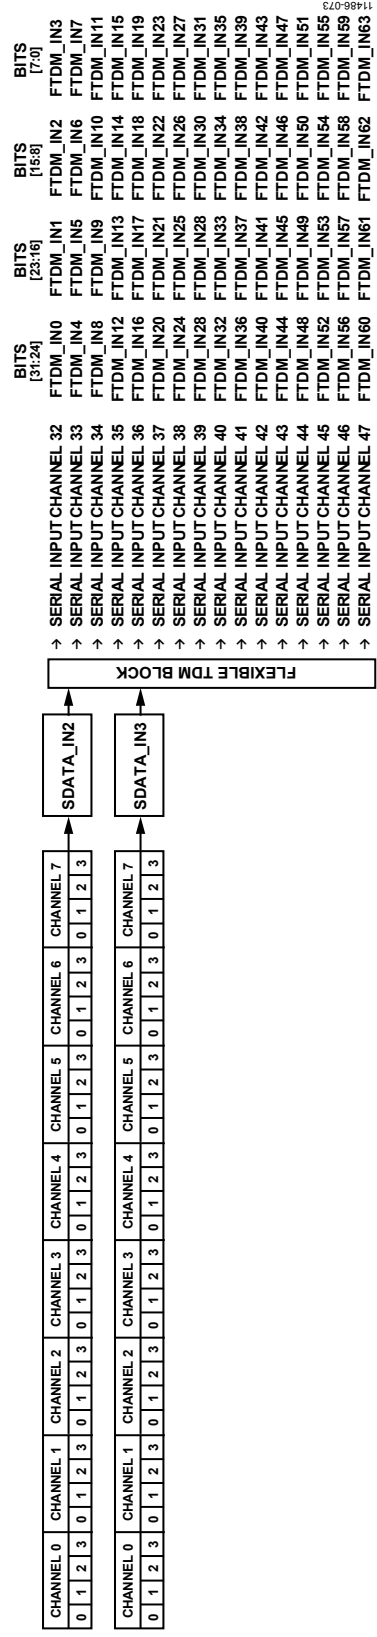 BITS [31:24] BITS [23:16] BITS [15:8] BITS [7:0]
CHANNEL 0 CHANNEL 1 CHANNEL 2 CHANNEL 3 CHANNEL 4 CHANNEL 5 CHANNEL 6 CHANNEL 7
0 1 2 3 0 1 2 3 0 1 2 3 0 1 2 3 0 1 2 3 0 1 2 3 0 1 2 3 0 1 2 3
SDATA_IN2
CHANNEL 0 CHANNEL 1 CHANNEL 2 CHANNEL 3 CHANNEL 4 CHANNEL 5 CHANNEL 6 CHANNEL 7
0 1 2 3 0 1 2 3 0 1 2 3 0 1 2 3 0 1 2 3 0 1 2 3 0 1 2 3 0 1 2 3
SDATA_IN3
FLEXIBLE TDM BLOCK
→ SERIAL INPUT CHANNEL 32 FTDM_IN0 FTDM_IN1 FTDM_IN2 FTDM_IN3
→ SERIAL INPUT CHANNEL 33 FTDM_IN4 FTDM_IN5 FTDM_IN6 FTDM_IN7
→ SERIAL INPUT CHANNEL 34 FTDM_IN8 FTDM_IN9 FTDM_IN10 FTDM_IN11
→ SERIAL INPUT CHANNEL 35 FTDM_IN12 FTDM_IN13 FTDM_IN14 FTDM_IN15
→ SERIAL INPUT CHANNEL 36 FTDM_IN16 FTDM_IN17 FTDM_IN18 FTDM_IN19
→ SERIAL INPUT CHANNEL 37 FTDM_IN20 FTDM_IN21 FTDM_IN22 FTDM_IN23
→ SERIAL INPUT CHANNEL 38 FTDM_IN24 FTDM_IN25 FTDM_IN26 FTDM_IN27
→ SERIAL INPUT CHANNEL 39 FTDM_IN28 FTDM_IN28 FTDM_IN30 FTDM_IN31
→ SERIAL INPUT CHANNEL 40 FTDM_IN32 FTDM_IN33 FTDM_IN34 FTDM_IN35
→ SERIAL INPUT CHANNEL 41 FTDM_IN36 FTDM_IN37 FTDM_IN38 FTDM_IN39
→ SERIAL INPUT CHANNEL 42 FTDM_IN40 FTDM_IN41 FTDM_IN42 FTDM_IN43
→ SERIAL INPUT CHANNEL 43 FTDM_IN44 FTDM_IN45 FTDM_IN46 FTDM_IN47
→ SERIAL INPUT CHANNEL 44 FTDM_IN48 FTDM_IN49 FTDM_IN50 FTDM_IN51
→ SERIAL INPUT CHANNEL 45 FTDM_IN52 FTDM_IN53 FTDM_IN54 FTDM_IN55
→ SERIAL INPUT CHANNEL 46 FTDM_IN56 FTDM_IN57 FTDM_IN58 FTDM_IN59
→ SERIAL INPUT CHANNEL 47 FTDM_IN60 FTDM_IN61 FTDM_IN62 FTDM_IN63
11486-073